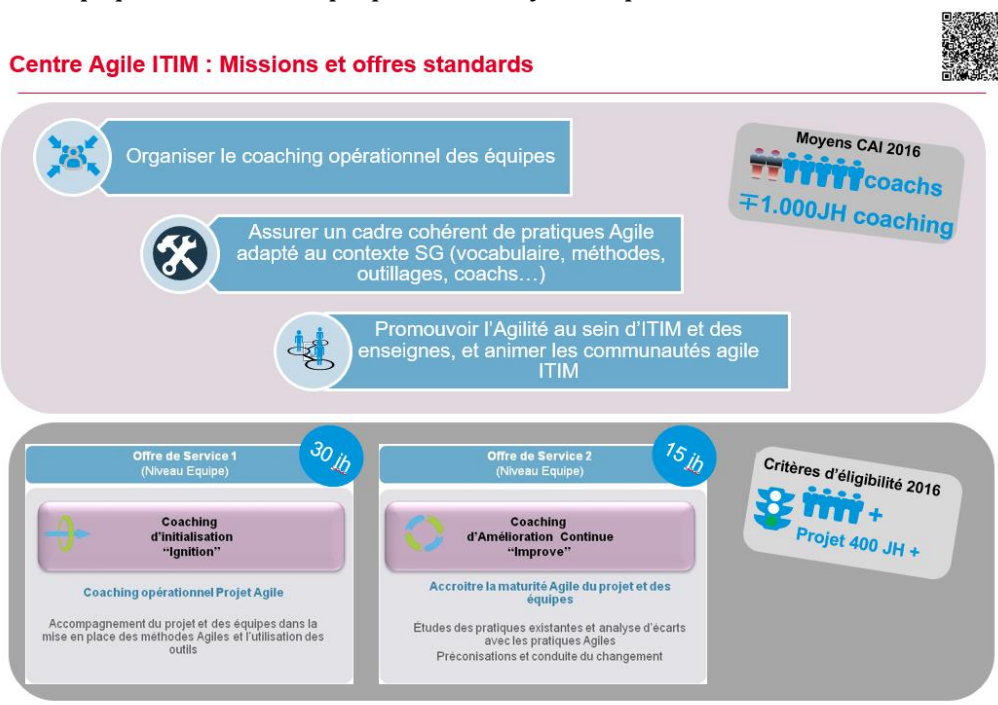 Centre Agile ITIM : Missions et offres standards
Organiser le coaching opérationnel des équipes
Assurer un cadre cohérent de pratiques Agile
adapté au contexte SG (vocabulaire, méthodes,
outillages, coachs…)
Promouvoir l'Agilité au sein d'ITIM et des
enseignes, et animer les communautés agile
ITIM
Moyens CAI 2016
coachs
∓1.000JH coaching
Offre de Service 1
(Niveau Equipe)
30 jh
Coaching
d'initialisation
“Ignition”
Coaching opérationnel Projet Agile
Accompagnement du projet et des équipes dans la
mise en place des méthodes Agiles et l'utilisation des
outils
Offre de Service 2
(Niveau Equipe)
15 jh
Coaching
d'Amélioration Continue
“Improve”
Accroître la maturité Agile du projet et des
équipes
Études des pratiques existantes et analyse d'écarts
avec les pratiques Agiles
Préconisations et conduite du changement
Critères d'éligibilité 2016
+
Projet 400 JH +